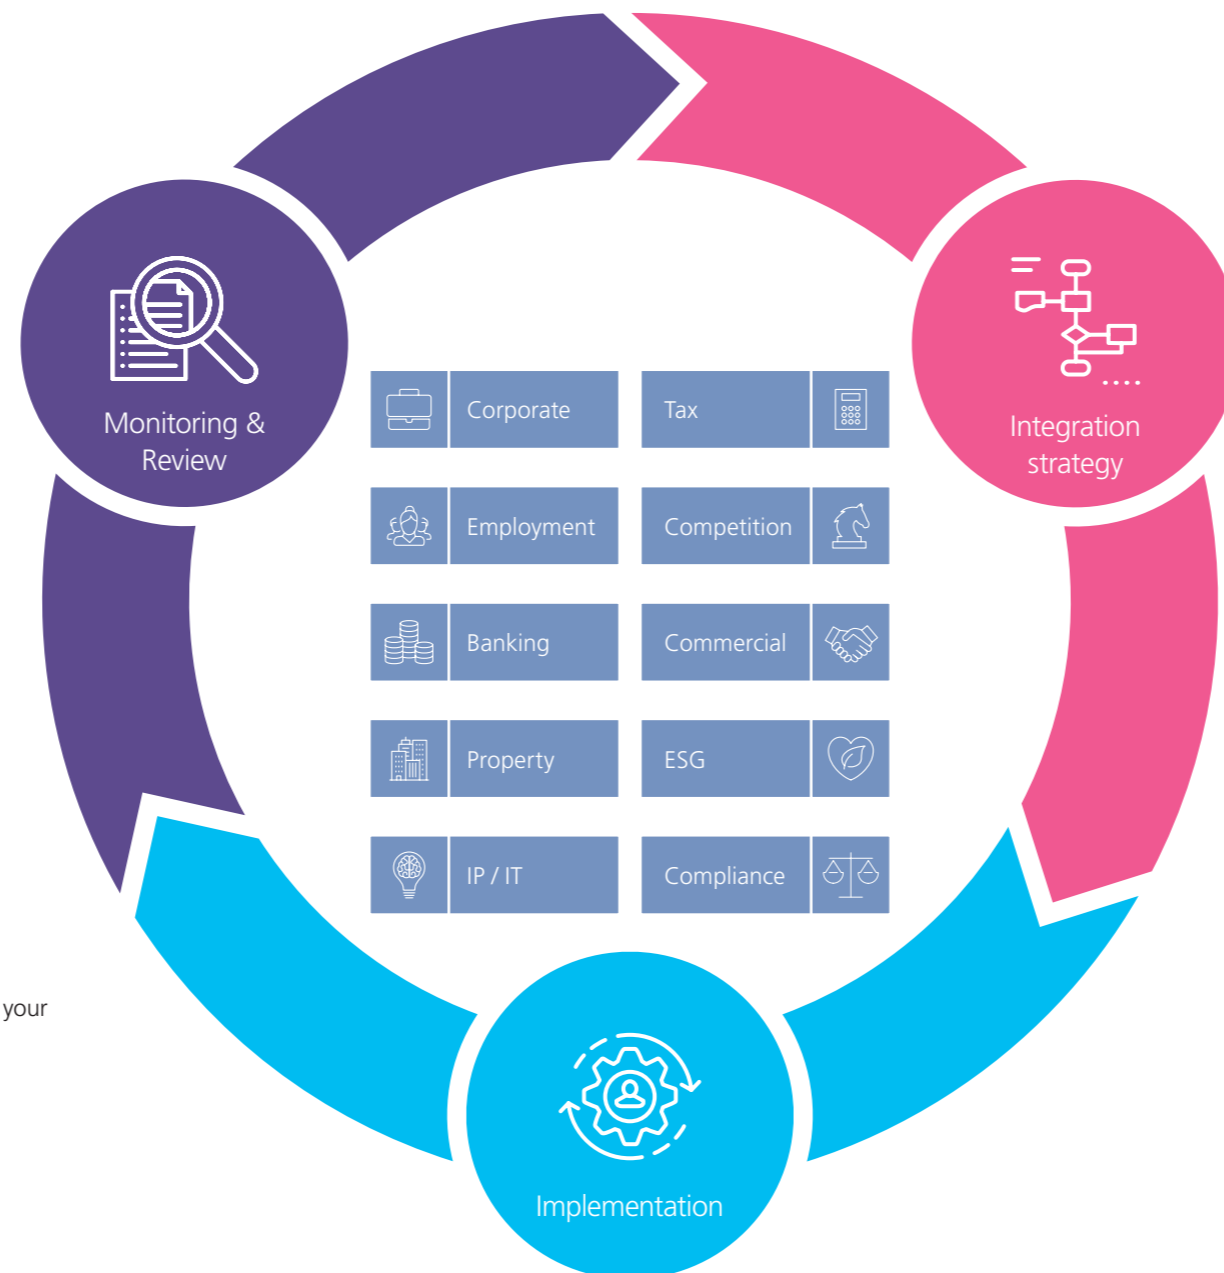 Monitoring &
Review
Integration
strategy
Corporate
Tax
Employment
Competition
Banking
Commercial
Property
ESG
IP / IT
Compliance
your
Implementation